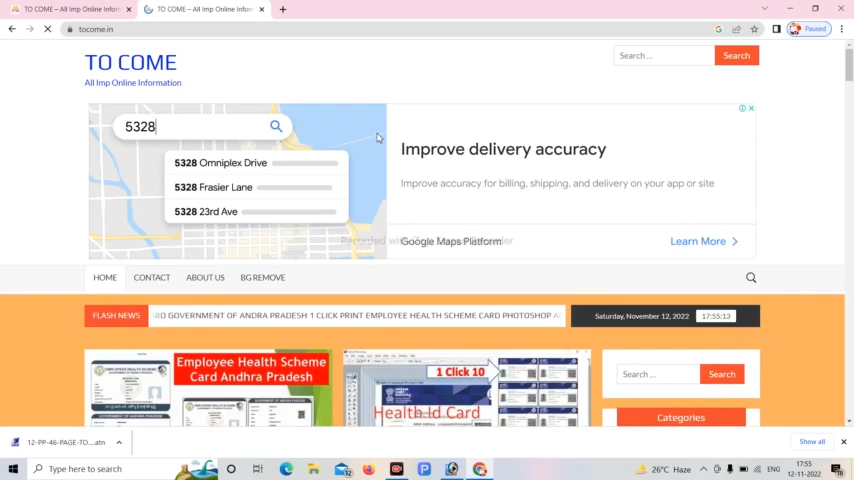 TO COME – All Imp Online Inform
TO COME – All Imp Online Inform
tocome.in
Paused
TO COME
All Imp Online Information
Search ...
Search
5328
5328 Omniplex Drive
5328 Frasier Lane
5328 23rd Ave
Improve delivery accuracy
Improve accuracy for billing, shipping, and delivery on your app or site
Google Maps Platform
Learn More
HOME
CONTACT
ABOUT US
BG REMOVE
FLASH NEWS
RD GOVERNMENT OF ANDRA PRADESH 1 CLICK PRINT EMPLOYEE HEALTH SCHEME CARD PHOTOSHOP A
Saturday, November 12, 2022
17:55:13
Employee Health Scheme
Card Andhra Pradesh
1 Click 10
Health Id Card
Search ...
Search
Categories
12-PP-46-PAGE-TO....atn
Show all
Type here to search
26°C Haze
ENG
17:55
12-11-2022